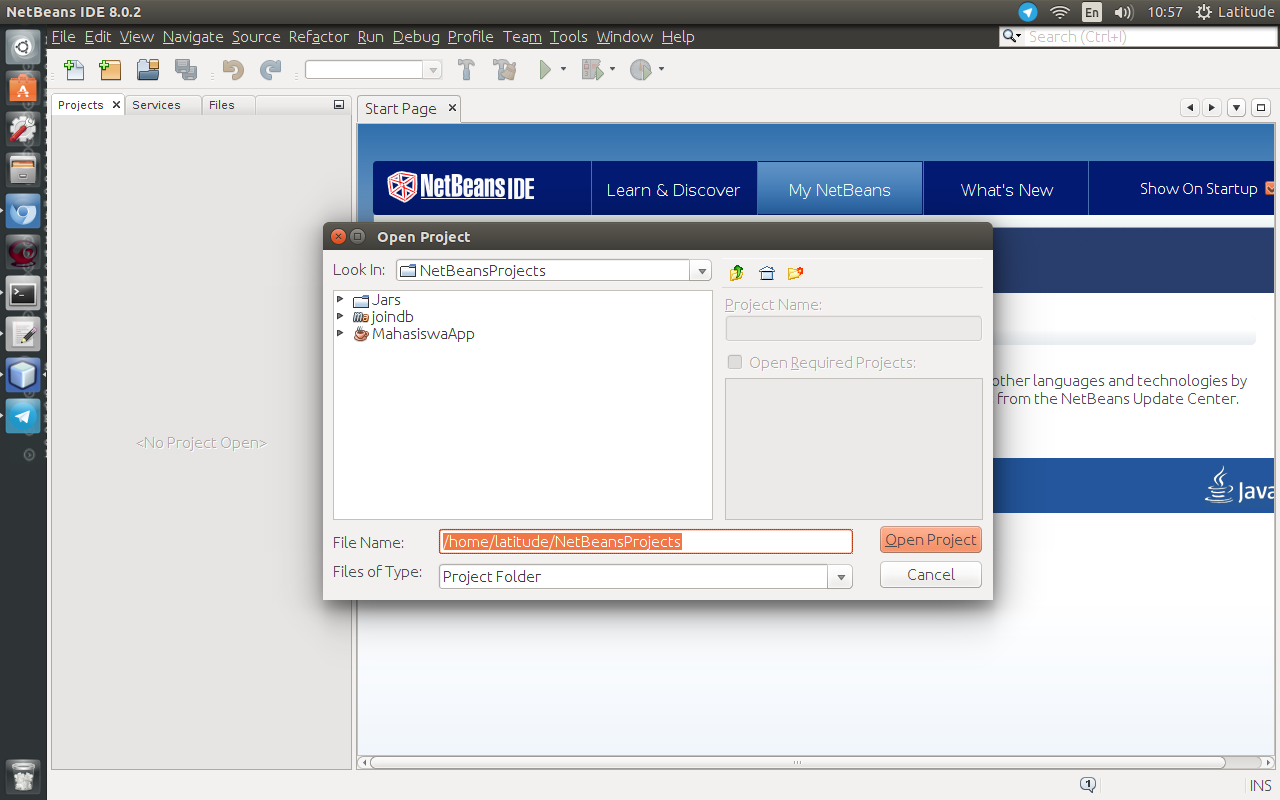 NetBeans IDE 8.0.2
En
10:57
Latitude
File Edit View Navigate Source Refactor Run Debug Profile Team Tools Window Help
Search (Ctrl+I)
Projects
Services
Files
Start Page
NetBeans IDE
Learn & Discover
My NetBeans
What's New
Show On Startup
Open Project
Look In:
NetBeansProjects
Jars
joindb
MahasiswaApp
Project Name:
Open Required Projects:
other languages and technologies by
from the NetBeans Update Center.
<No Project Open>
Java
File Name:
/home/latitude/NetBeansProjects
Open Project
Files of Type:
Project Folder
Cancel
1
INS